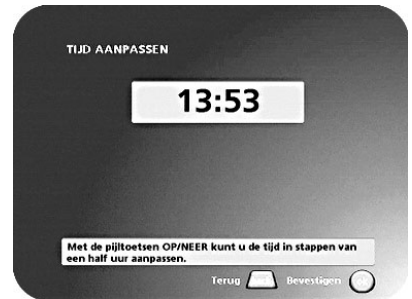 TIJD AANPASSEN
13:53
Met de pijltoetsen OP/NEER kunt u de tijd in stappen van
een half uur aanpassen.
Terug Bevestigen